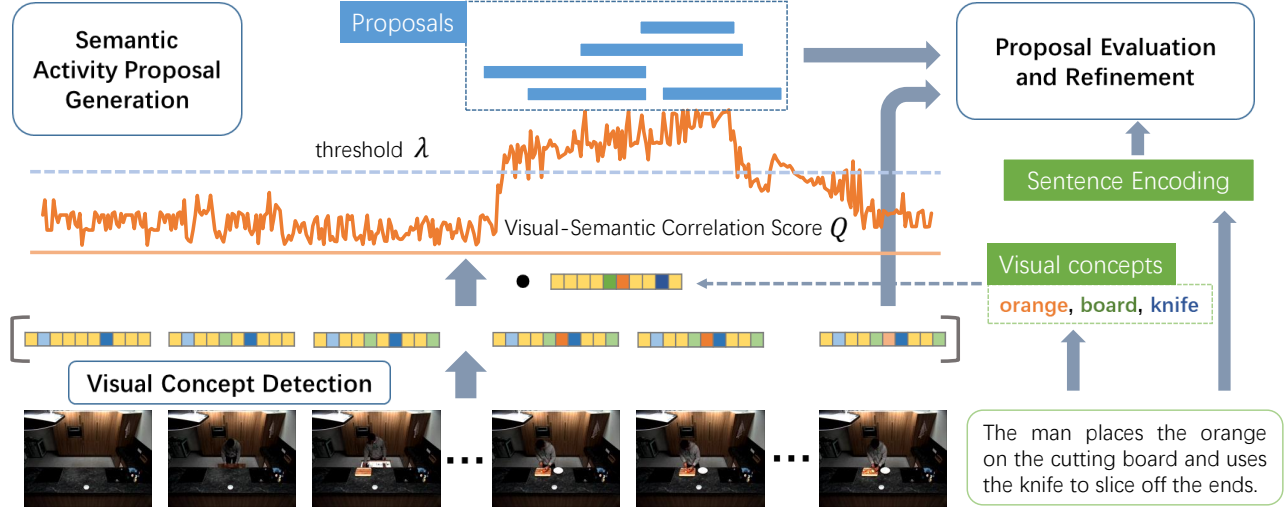 Semantic
Activity Proposal
Generation
Proposals
Proposal Evaluation
and Refinement
threshold λ
Sentence Encoding
Visual-Semantic Correlation Score Q
Visual concepts
orange, board, knife
Visual Concept Detection
The man places the orange
on the cutting board and uses
the knife to slice off the ends.